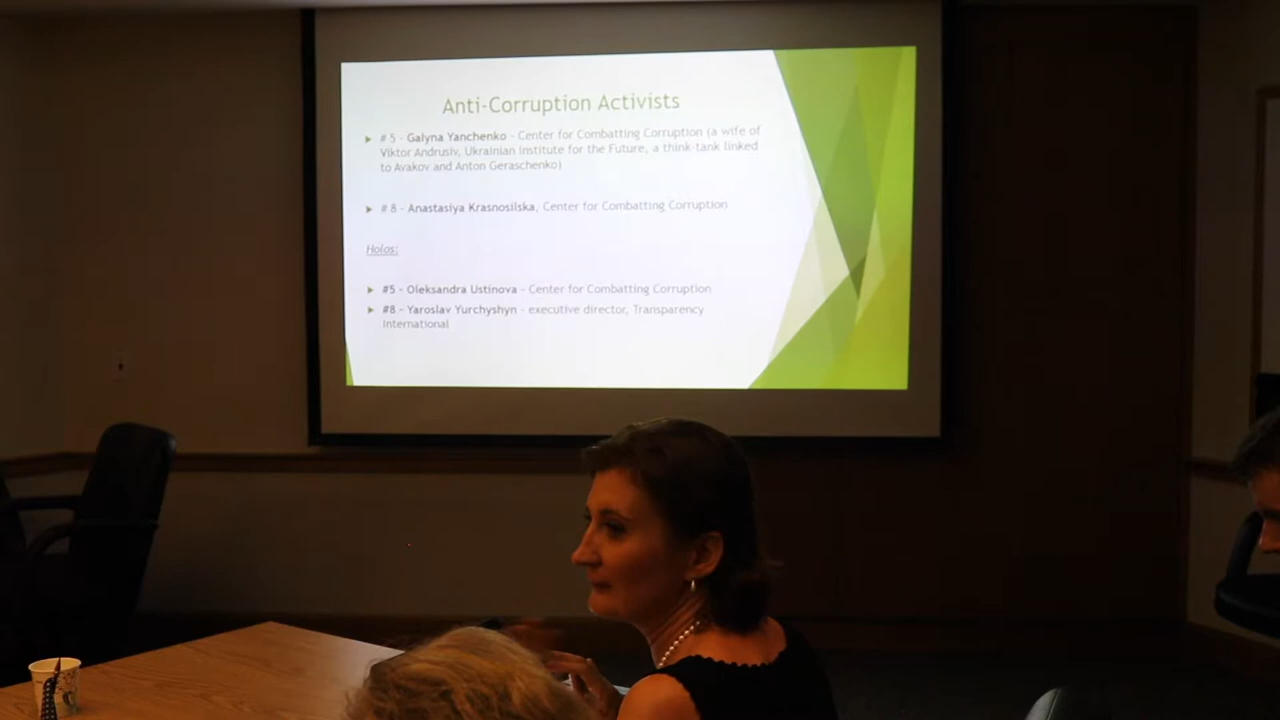 Anti-Corruption Activists
# 5 - Galyna Yanchenko - Center for Combatting Corruption (a wife of
Viktor Andrusiv, Ukrainian Institute for the Future, a think-tank linked
to Avakov and Anton Geraschenko)
# 8 - Anastasiya Krasnosilska, Center for Combatting Corruption
Holos:
#5 - Oleksandra Ustinova - Center for Combatting Corruption
#8 - Yaroslav Yurchyshyn - executive director, Transparency
International